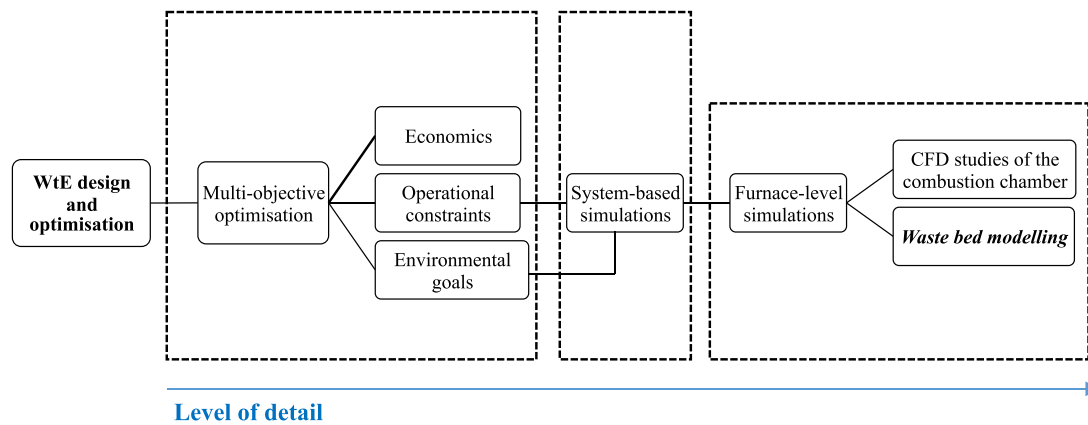 WtE design
and
optimisation
Multi-objective
optimisation
Economics
Operational
constraints
Environmental
goals
System-based
simulations
Furnace-level
simulations
CFD studies of the
combustion chamber
Waste bed modelling
Level of detail